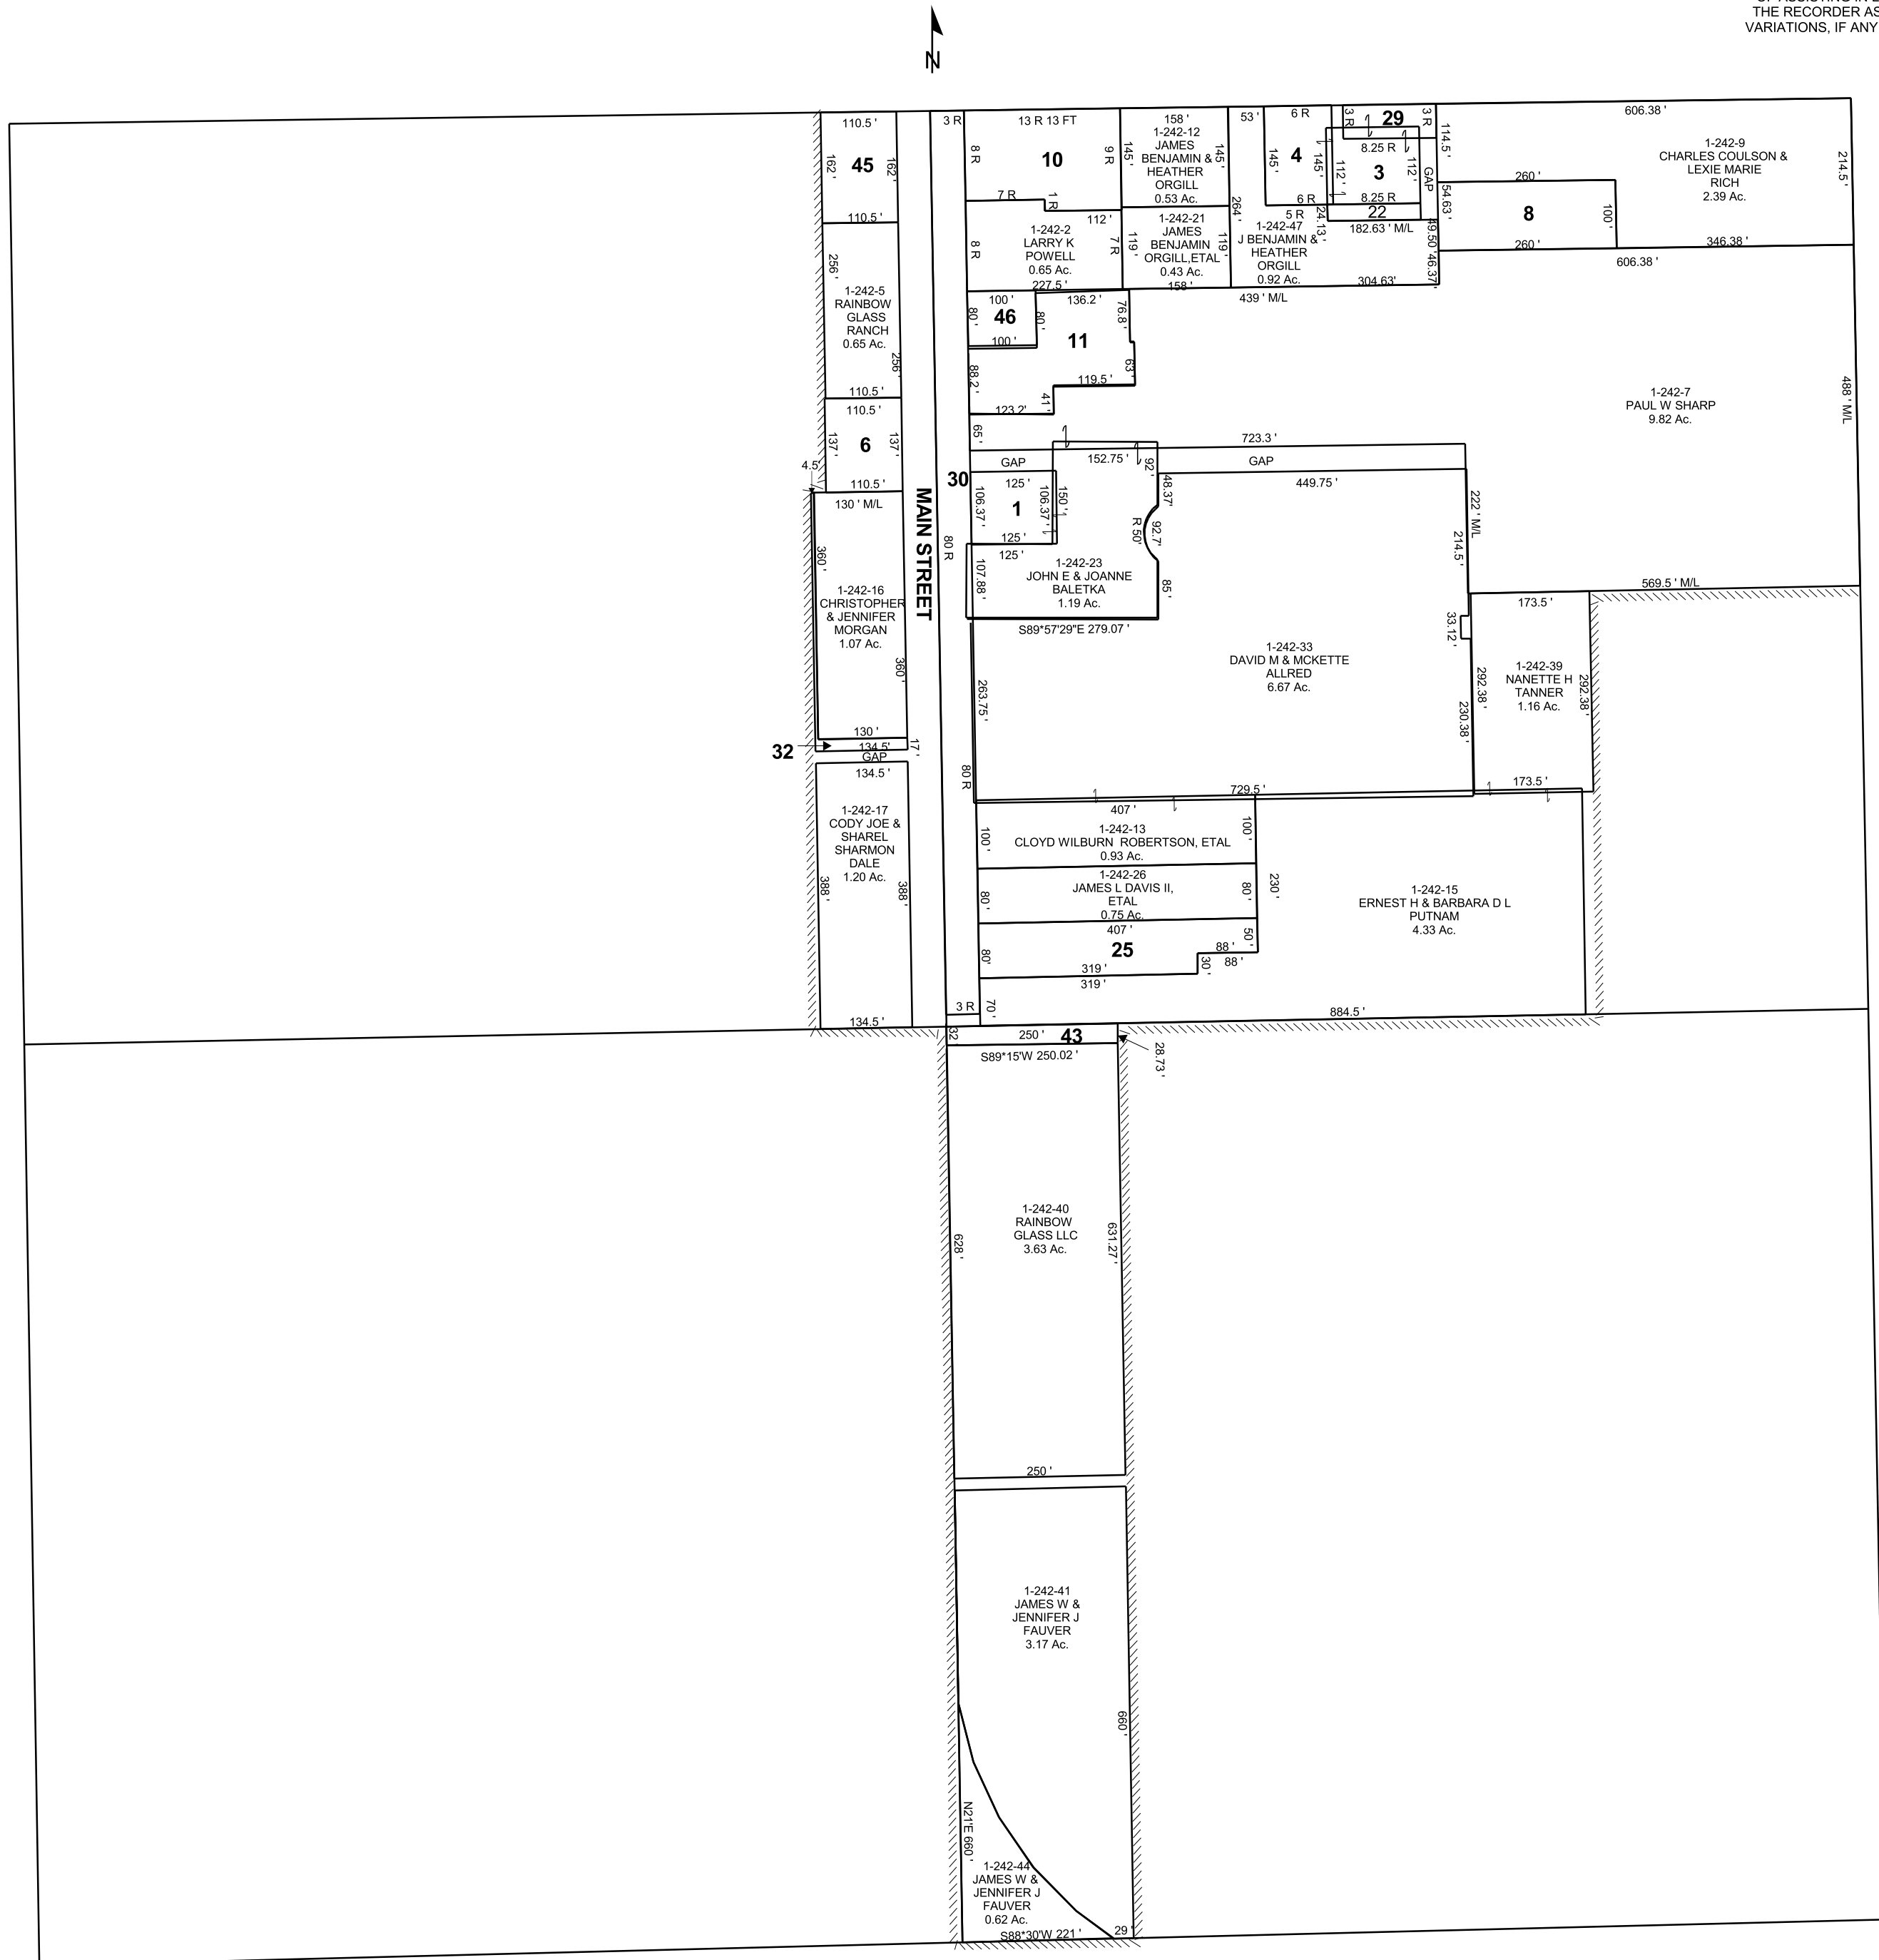 THE RECORDER AS
VARIATIONS, IF ANY
N
110.5 '
162 '
45
162 '
110.5 '
256 '
1-242-5
RAINBOW
GLASS
RANCH
0.65 Ac.
256 '
110.5 '
110.5 '
137 '
6
137 '
4.5'
110.5 '
130 ' M/L
360 '
1-242-16
CHRISTOPHER
& JENNIFER
MORGAN
1.07 Ac.
360 '
130 '
32
134.5'
17 '
GAP
134.5 '
1-242-17
CODY JOE &
SHAREL
SHARMON
DALE
1.20 Ac.
388 '
388 '
134.5 '
MAIN STREET
3 R
30
80 R
80 R
3 R
13 R 13 FT
8 R
10
9 R
7 R
1 R
112 '
8 R
1-242-2
LARRY K
POWELL
0.65 Ac.
7 R
227.5 '
158 '
1-242-12
JAMES
BENJAMIN &
HEATHER
ORGILL
0.53 Ac.
145 '
145 '
1-242-21
JAMES
BENJAMIN
ORGILL,ETAL
0.43 Ac.
119 '
119 '
158 '
53 '
6 R
145 '
4
145 '
264 '
6 R
5 R
24.13 '
1-242-47
J BENJAMIN &
HEATHER
ORGILL
0.92 Ac.
304.63'
439 ' M/L
3 R
29
3 R
8.25 R
112 '
3
112 '
GAP
8.25 R
22
182.63 ' M/L
49.50 '
46.37 '
114.5 '
54.63 '
606.38 '
1-242-9
CHARLES COULSON &
LEXIE MARIE
RICH
2.39 Ac.
214.5 '
260 '
8
100 '
260 '
346.38 '
606.38 '
1-242-7
PAUL W SHARP
9.82 Ac.
488 ' M/L
569.5 ' M/L
100 '
80 '
46
80 '
100 '
136.2 '
76.8 '
11
63 '
88.2 '
119.5 '
41 '
123.2'
65 '
723.3 '
GAP
152.75 '
92 '
GAP
449.75 '
125 '
106.37 '
1
106.37 '
150 '
125 '
125 '
107.88 '
48.37'
R 50'
92.7'
85 '
1-242-23
JOHN E & JOANNE
BALETKA
1.19 Ac.
S89*57'29"E 279.07 '
222 ' M/L
214.5 '
33.12 '
1-242-33
DAVID M & MCKETTE
ALLRED
6.67 Ac.
263.75 '
230.38 '
729.5 '
173.5 '
292.38 '
1-242-39
NANETTE H
TANNER
1.16 Ac.
292.38 '
173.5 '
407 '
100 '
1-242-13
CLOYD WILBURN  ROBERTSON, ETAL
0.93 Ac.
100 '
80 '
1-242-26
JAMES L DAVIS II,
ETAL
0.75 Ac.
80 '
230 '
407 '
80'
25
50 '
88 '
88 '
30 '
319 '
319 '
70 '
1-242-15
ERNEST H & BARBARA D L
PUTNAM
4.33 Ac.
884.5 '
32 '
250 '
43
28.73 '
S89*15'W 250.02 '
1-242-40
RAINBOW
GLASS LLC
3.63 Ac.
628 '
631.27 '
250 '
1-242-41
JAMES W &
JENNIFER J
FAUVER
3.17 Ac.
660 '
N21'E 660 '
1-242-44
JAMES W &
JENNIFER J
FAUVER
0.62 Ac.
S88*30'W 221 '
29 '